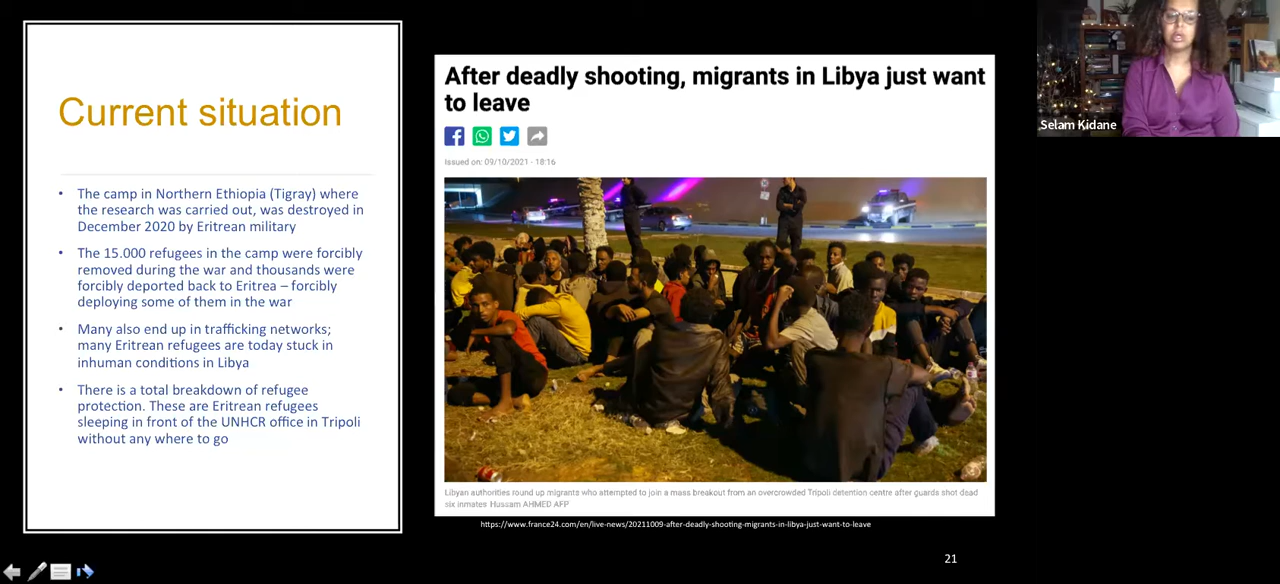 Current situation
• The camp in Northern Ethiopia (Tigray) where
the research was carried out, was destroyed in
December 2020 by Eritrean military
• The 15.000 refugees in the camp were forcibly
removed during the war and thousands were
forcibly deported back to Eritrea – forcibly
deploying some of them in the war
• Many also end up in trafficking networks;
many Eritrean refugees are today stuck in
inhuman conditions in Libya
• There is a total breakdown of refugee
protection. These are Eritrean refugees
sleeping in front of the UNHCR office in Tripoli
without any where to go
After deadly shooting, migrants in Libya just want
to leave
Issued on: 09/10/2021 - 18:16
Libyan authorities round up migrants who attempted to join a mass breakout from an overcrowded Tripoli detention centre after guards shot dead
six inmates Hussam AHMED AFP
https://www.france24.com/en/live-news/20211009-after-deadly-shooting-migrants-in-libya-just-want-to-leave
21
Selam Kidane